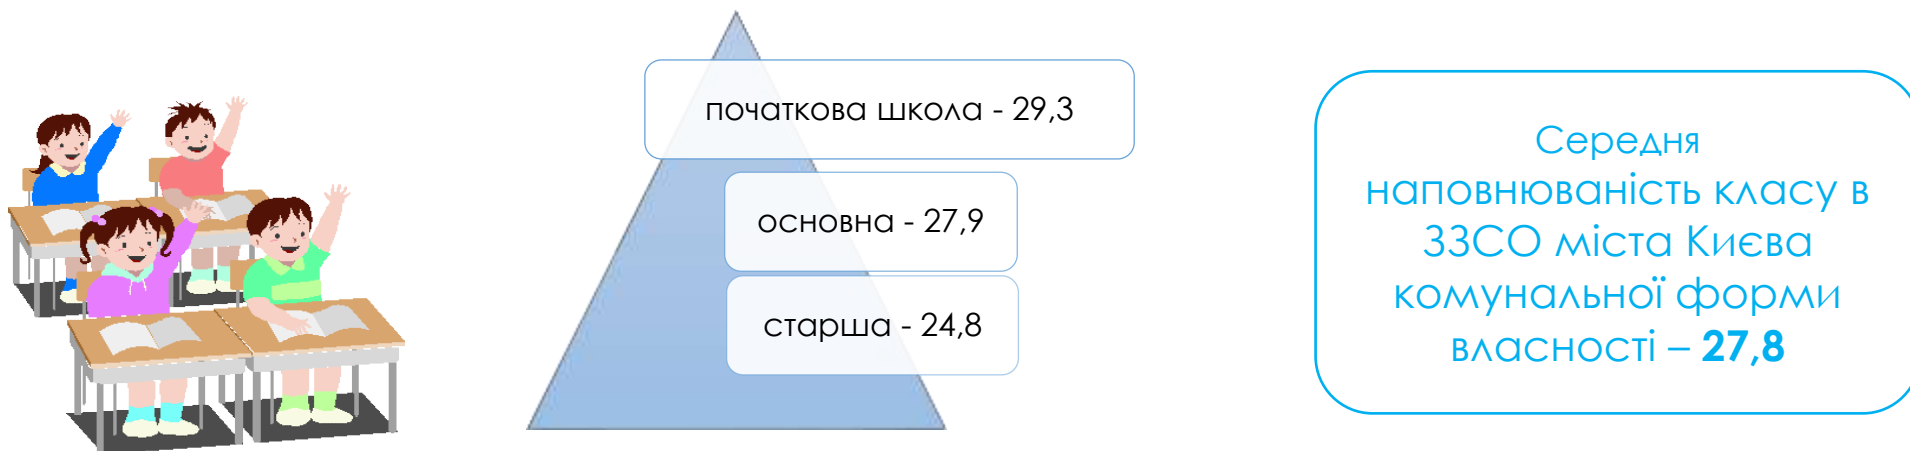 початкова школа - 29,3
основна - 27,9
старша - 24,8
Середня
наповнюваність класу в
ЗЗСО міста Києва
комунальної форми
власності – 27,8